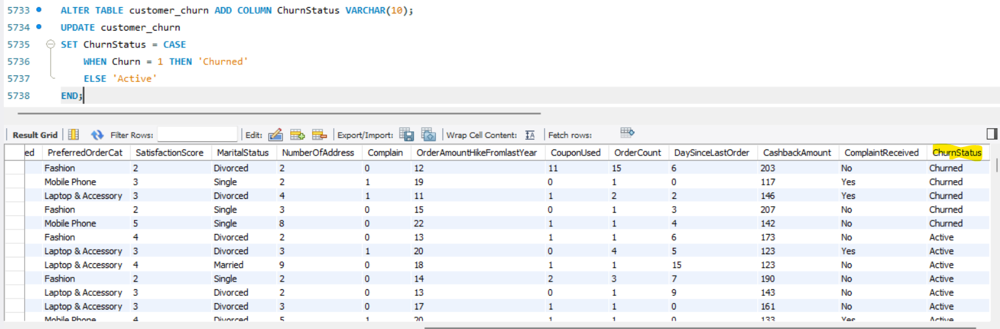 5733 ALTER TABLE customer_churn ADD COLUMN ChurnStatus VARCHAR(10);
5734 UPDATE customer_churn
5735 SET ChurnStatus = CASE
5736 WHEN Churn = 1 THEN 'Churned'
5737 ELSE 'Active'
5738 END;
Result Grid Filter Rows: Edit: Export/Import: Wrap Cell Content: IA Fetch rows:
ed PreferredOrderCat SatisfactionScore MaritalStatus NumberOfAddress Complain OrderAmountHikeFromlastYear CouponUsed OrderCount DaySinceLastOrder CashbackAmount ComplaintReceived ChurnStatus
Fashion 2 Divorced 2 0 12 11 15 6 203 No Churned
Mobile Phone 3 Single 2 1 19 0 1 0 117 Yes Churned
Laptop & Accessory 3 Divorced 4 1 11 1 2 2 146 Yes Churned
Fashion 2 Single 3 0 15 0 1 3 207 No Churned
Mobile Phone 5 Single 8 0 22 1 1 4 142 No Churned
Fashion 4 Divorced 2 0 13 1 1 6 173 No Active
Laptop & Accessory 3 Divorced 3 1 20 0 4 5 123 Yes Active
Laptop & Accessory 4 Married 9 0 18 1 1 15 123 No Active
Fashion 2 Single 2 0 14 2 3 7 190 No Active
Laptop & Accessory 3 Divorced 2 0 13 0 1 9 143 No Active
Laptop & Accessory 3 Divorced 3 0 17 1 1 0 161 No Active
Mobile Phone 4 Divorced 5 1 20 1 1 0 133 Yes Active